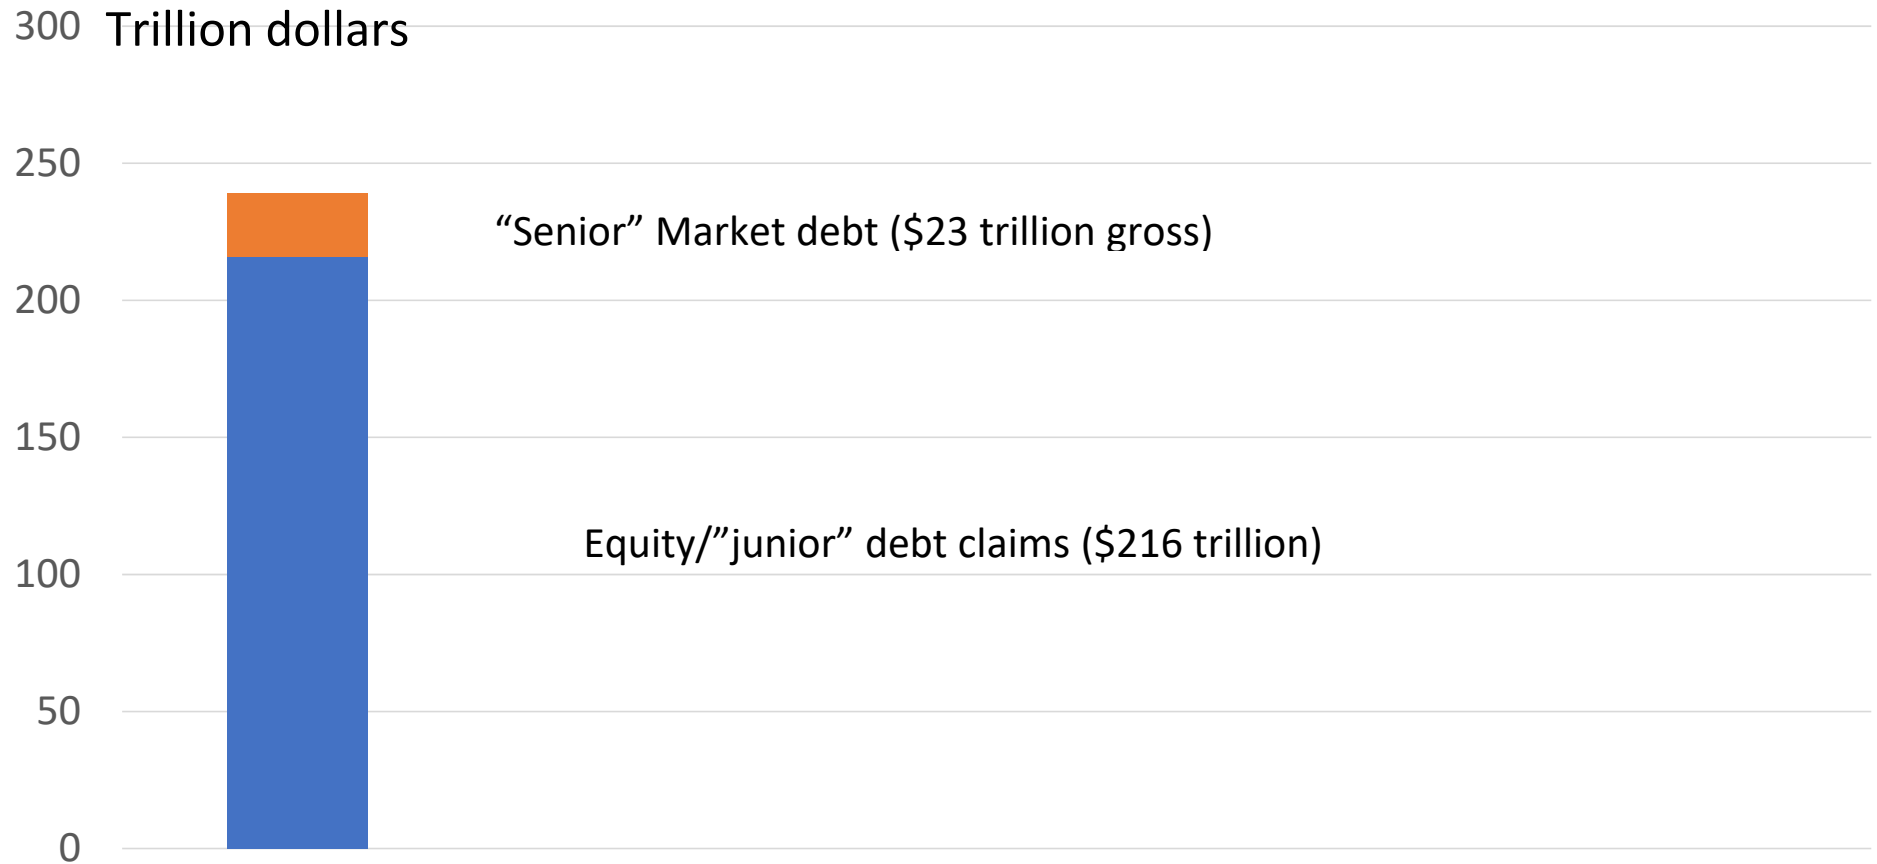 300 Trillion dollars
250
“Senior” Market debt ($23 trillion gross)
200
150
Equity/”junior” debt claims ($216 trillion)
100
50
0